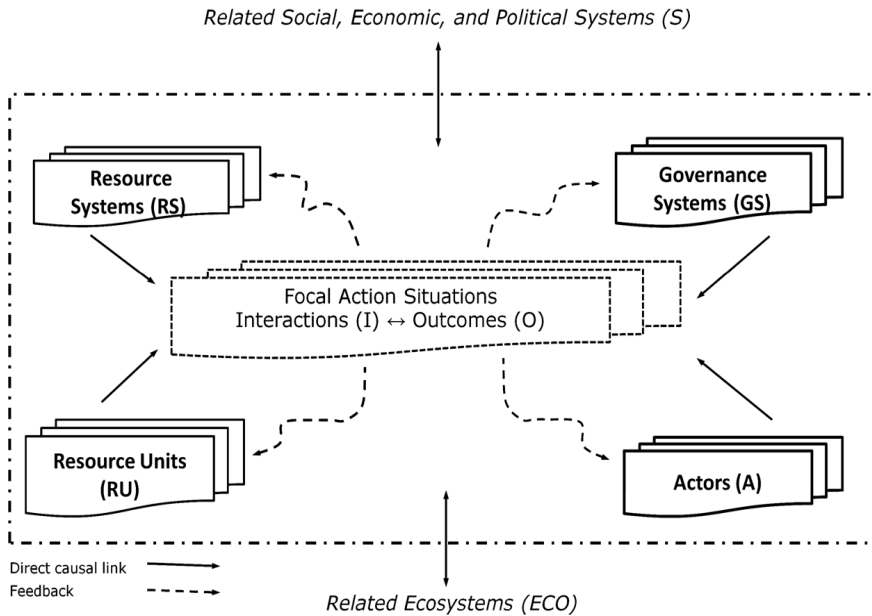 Related Social, Economic, and Political Systems (S)
Resource
Systems (RS)
Governance
Systems (GS)
Focal Action Situations
Interactions (I) ↔ Outcomes (O)
Resource Units
(RU)
Actors (A)
Direct causal link
Feedback
Related Ecosystems (ECO)